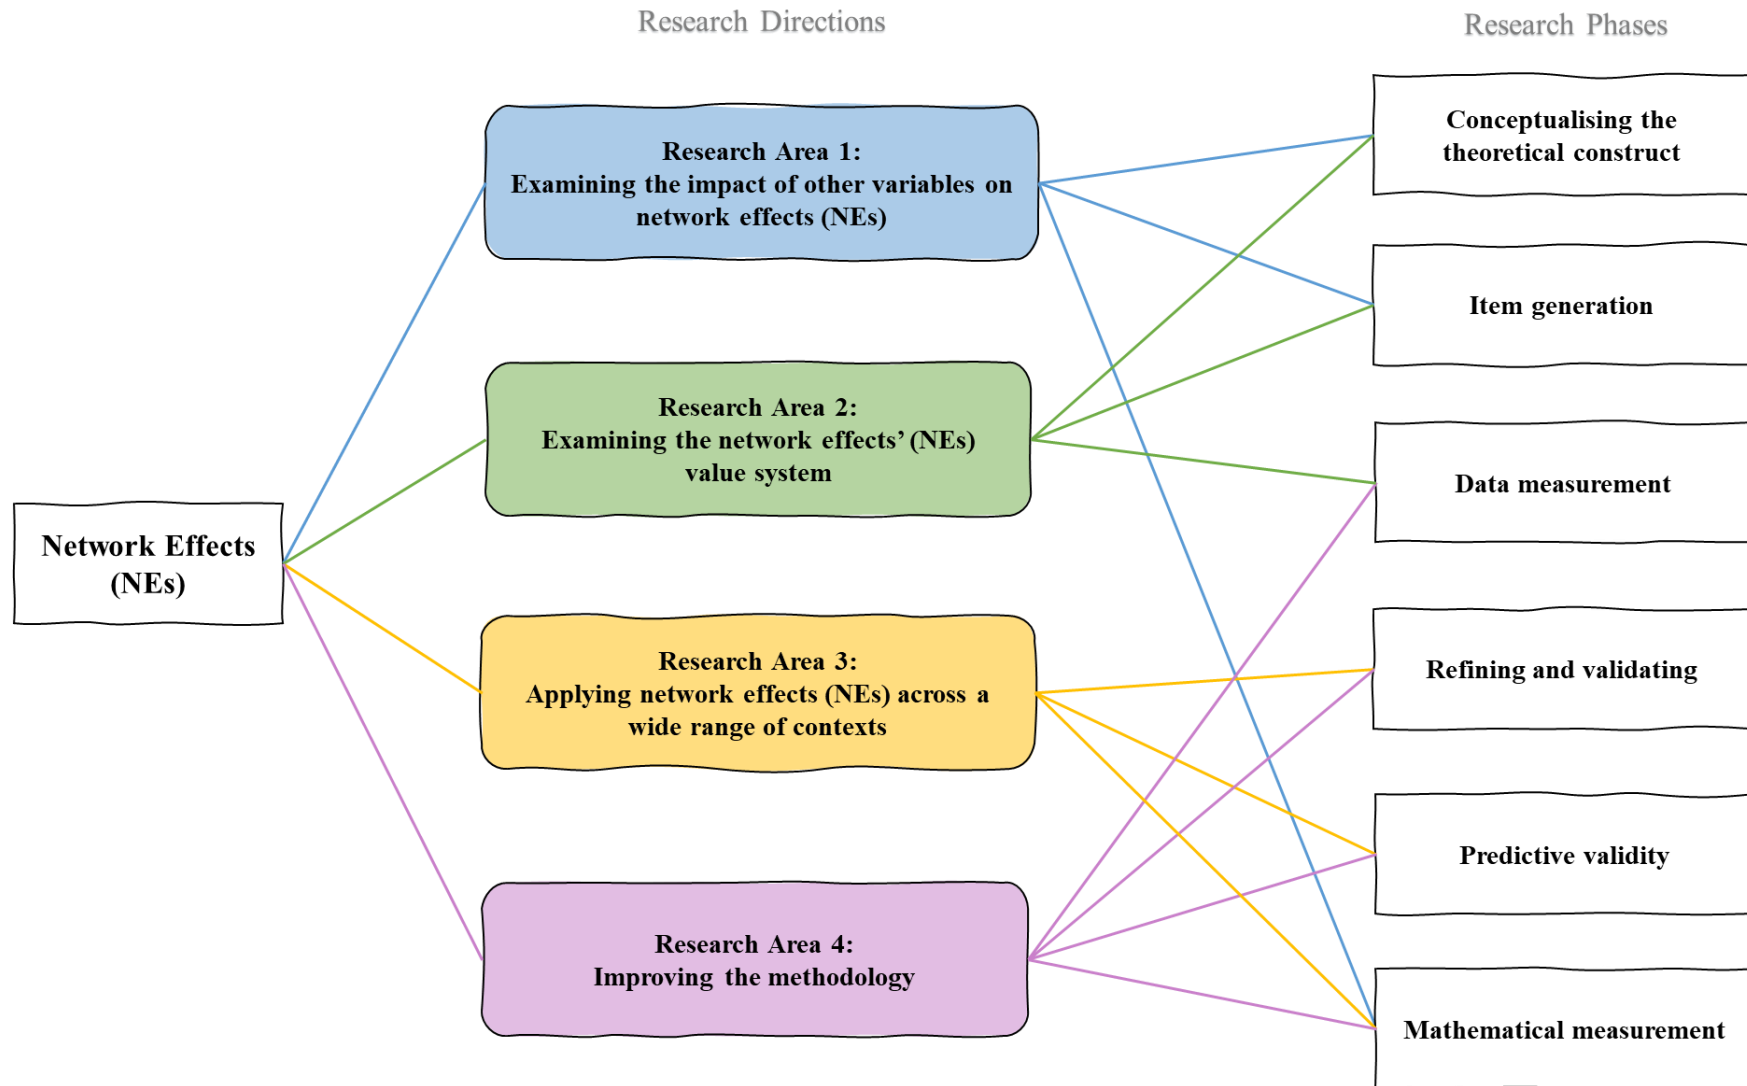 Research Directions
Research Phases
Research Area 1:
Examining the impact of other variables on
network effects (NEs)
Research Area 2:
Examining the network effects’ (NEs)
value system
Network Effects
(NEs)
Research Area 3:
Applying network effects (NEs) across a
wide range of contexts
Research Area 4:
Improving the methodology
Conceptualising the
theoretical construct
Item generation
Data measurement
Refining and validating
Predictive validity
Mathematical measurement